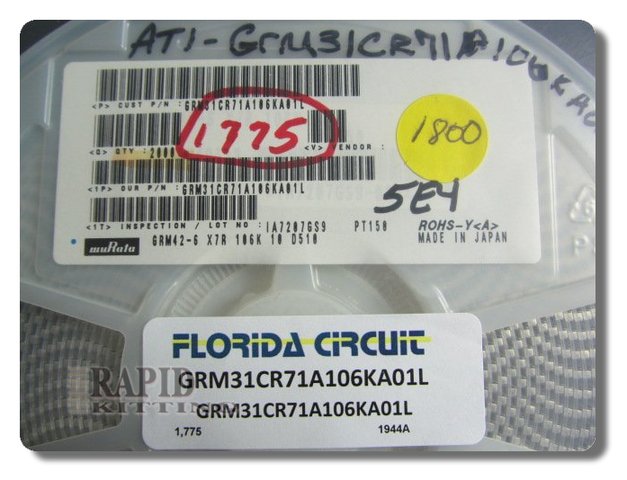 ATI-GRM31CR71A106KA0
<P> CUST P/N :GRM31CR71A106KA01L
1775
1800
<Q> QTY :2000 <V> VENDOR :
<1P> OUR P/N :GRM31CR71A106KA01L
5E4
<1T> INSPECTION / LOT NO :IA7207GS9 PT150 ROHS-Y<A>
muRata GRM42-6 X7R 106K 10 D510 MADE IN JAPAN
FLORIDA CIRCUIT
GRM31CR71A106KA01L
RAPID
KITTING
GRM31CR71A106KA01L
1,775 1944A